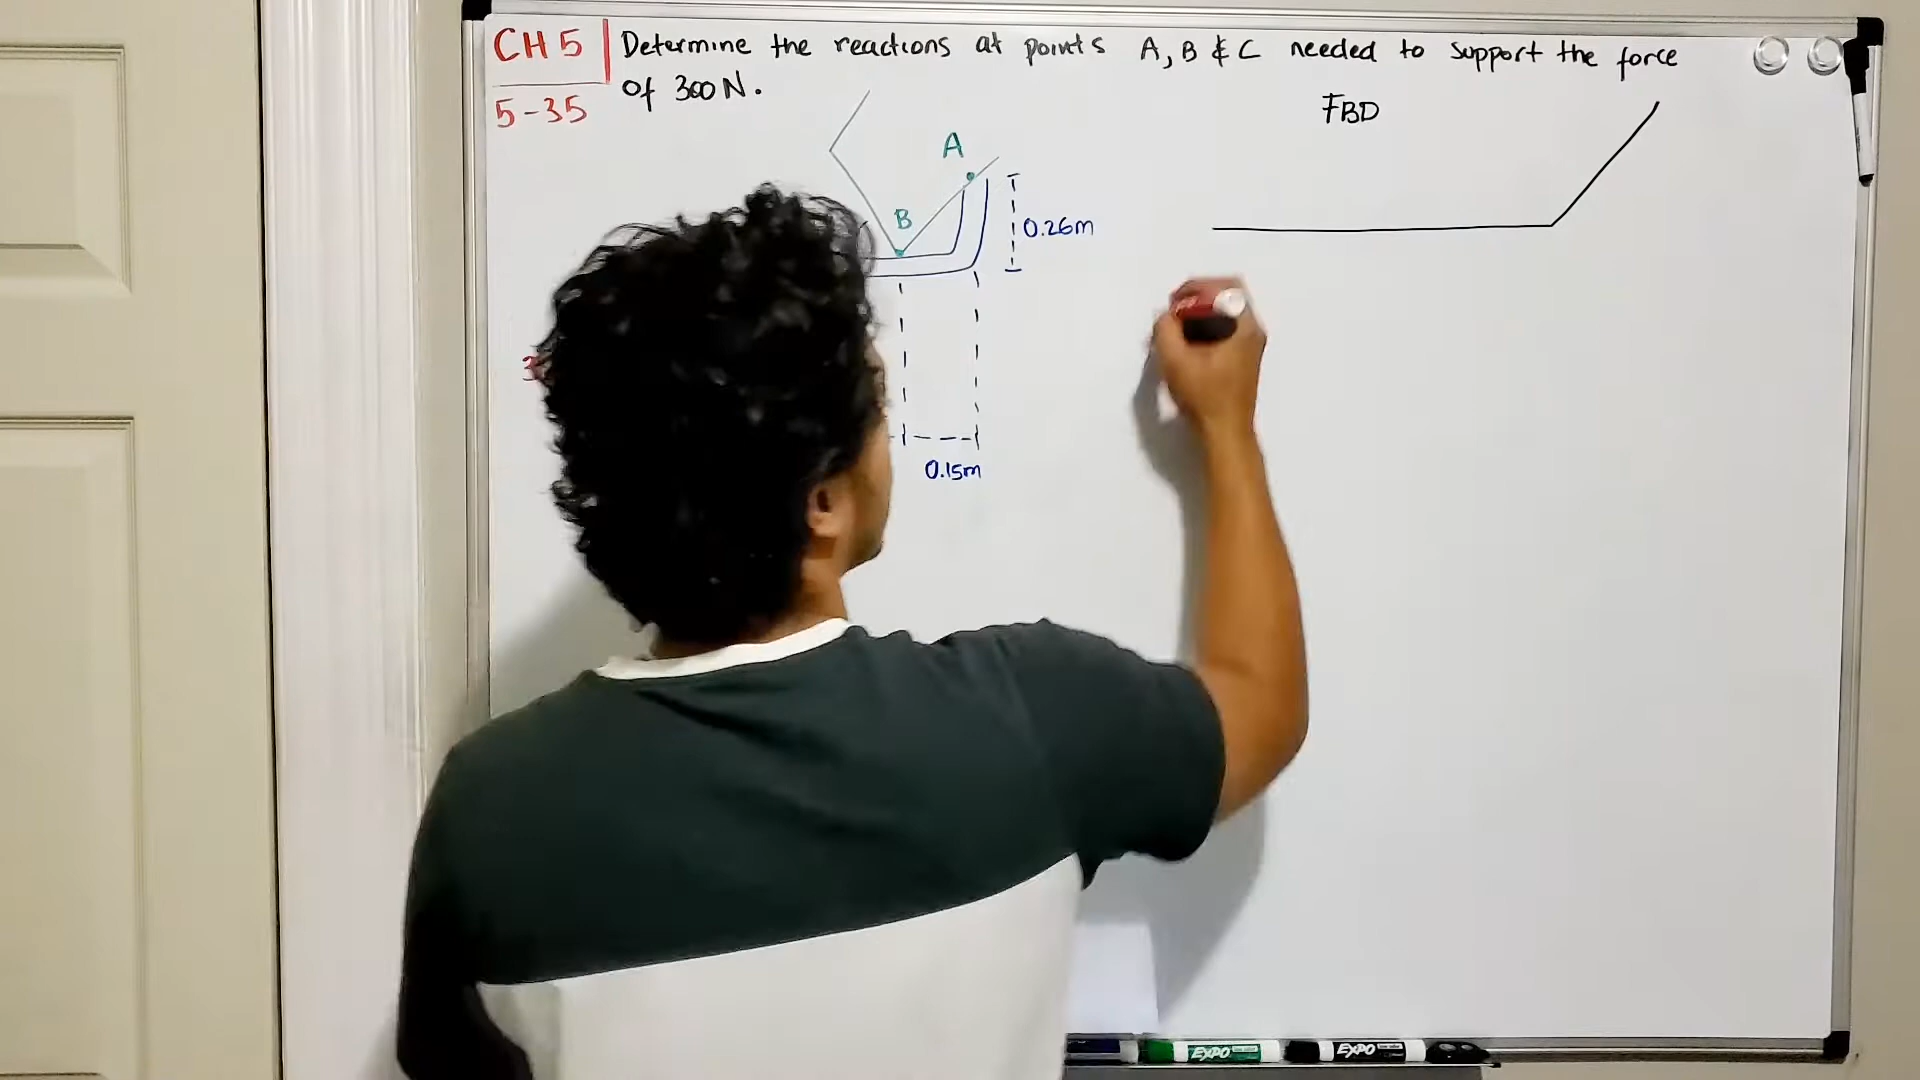 CH 5
5-35
Determine the reactions at points A, B & C needed to support the force
of 300 N.
FBD
A
B
0.26m
3
0.15m
EXPO
EXPO